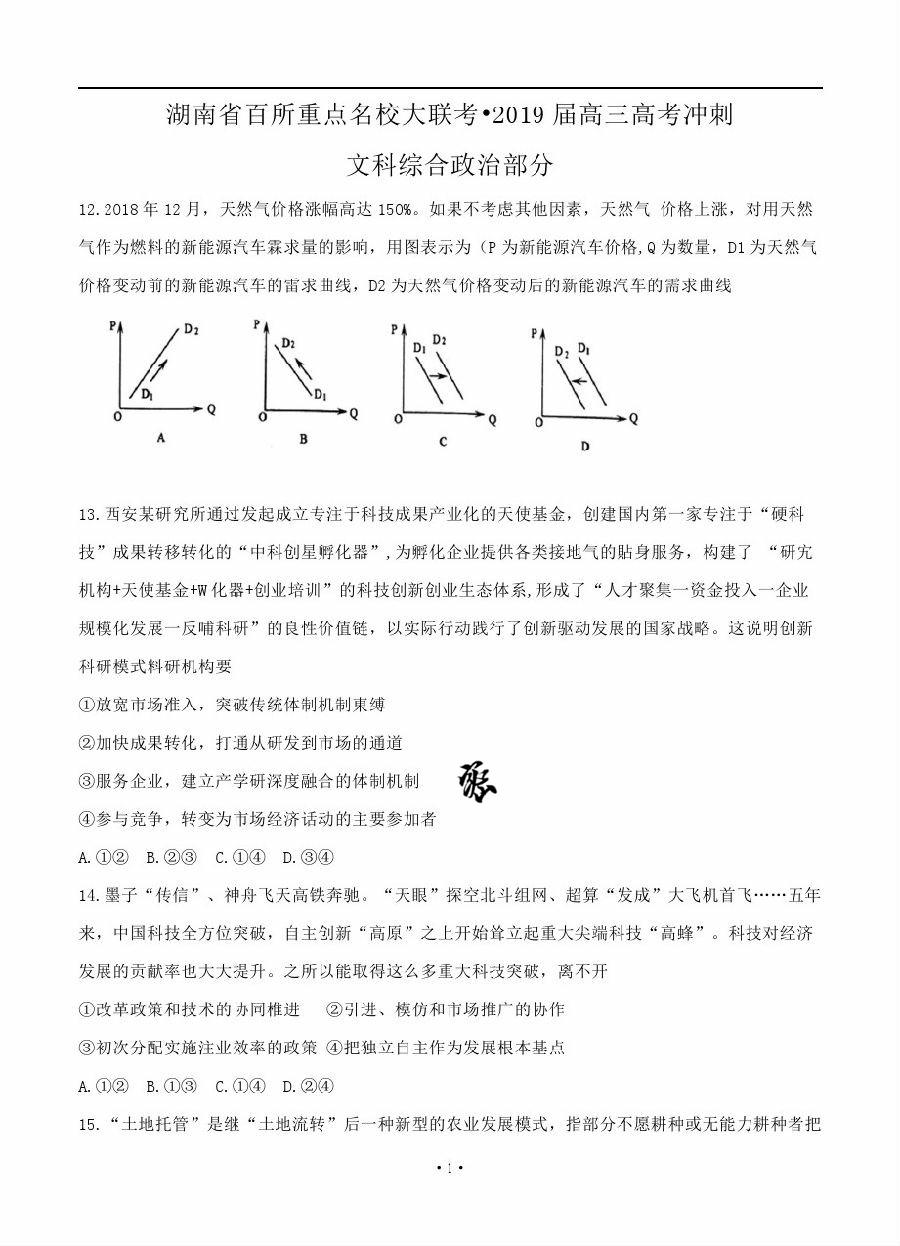 湖南省百所重点名校大联考•2019 届高三高考冲刺
文科综合政治部分
12.2018 年 12 月，天然气价格涨幅高达 150%。如果不考虑其他因素，天然气 价格上涨，对用天然
气作为燃料的新能源汽车霖求量的影响，用图表示为（P 为新能源汽车价格,Q 为数量，D1 为天然气
价格变动前的新能源汽车的雷求曲线，D2 为大然气价格变动后的新能源汽车的需求曲线
P D2 D1 O Q A
P D2 D1 O Q B
P D1 D2 O Q C
P D2 D1 O Q D
13. 西安某研究所通过发起成立专注于科技成果产业化的天使基金，创建国内第一家专注于“硬科
技”成果转移转化的“中科创星孵化器”,为孵化企业提供各类接地气的贴身服务，构建了 “研宄
机构+天使基金+W 化器+创业培训”的科技创新创业生态体系,形成了“人才聚集一资金投入一企业
规模化发展一反哺科研”的良性价值链，以实际行动践行了创新驱动发展的国家战略。这说明创新
科研模式料研机构要
①放宽市场准入，突破传统体制机制束缚
②加快成果转化，打通从研发到市场的通道
③服务企业，建立产学研深度融合的体制机制
④参与竞争，转变为市场经济话动的主要参加者
A.①② B.②③ C.①④ D.③④
14.墨子“传信”、神舟飞天高铁奔驰。“天眼”探空北斗组网、超算“发成”大飞机首飞……五年
来，中国科技全方位突破，自主创新“高原”之上开始耸立起重大尖端科技“高蜂”。科技对经济
发展的贡献率也大大提升。之所以能取得这么多重大科技突破，离不开
①改革政策和技术的办同椎进 ②引进、模仿和市场推广的协作
③初次分配实施注业效率的政策 ④把独立自主作为发展根本基点
A.①② B.①③ C.①④ D.②④
15.“土地托管”是继“土地流转”后一种新型的农业发展模式，指部分不愿耕种或无能力耕种者把
•1•